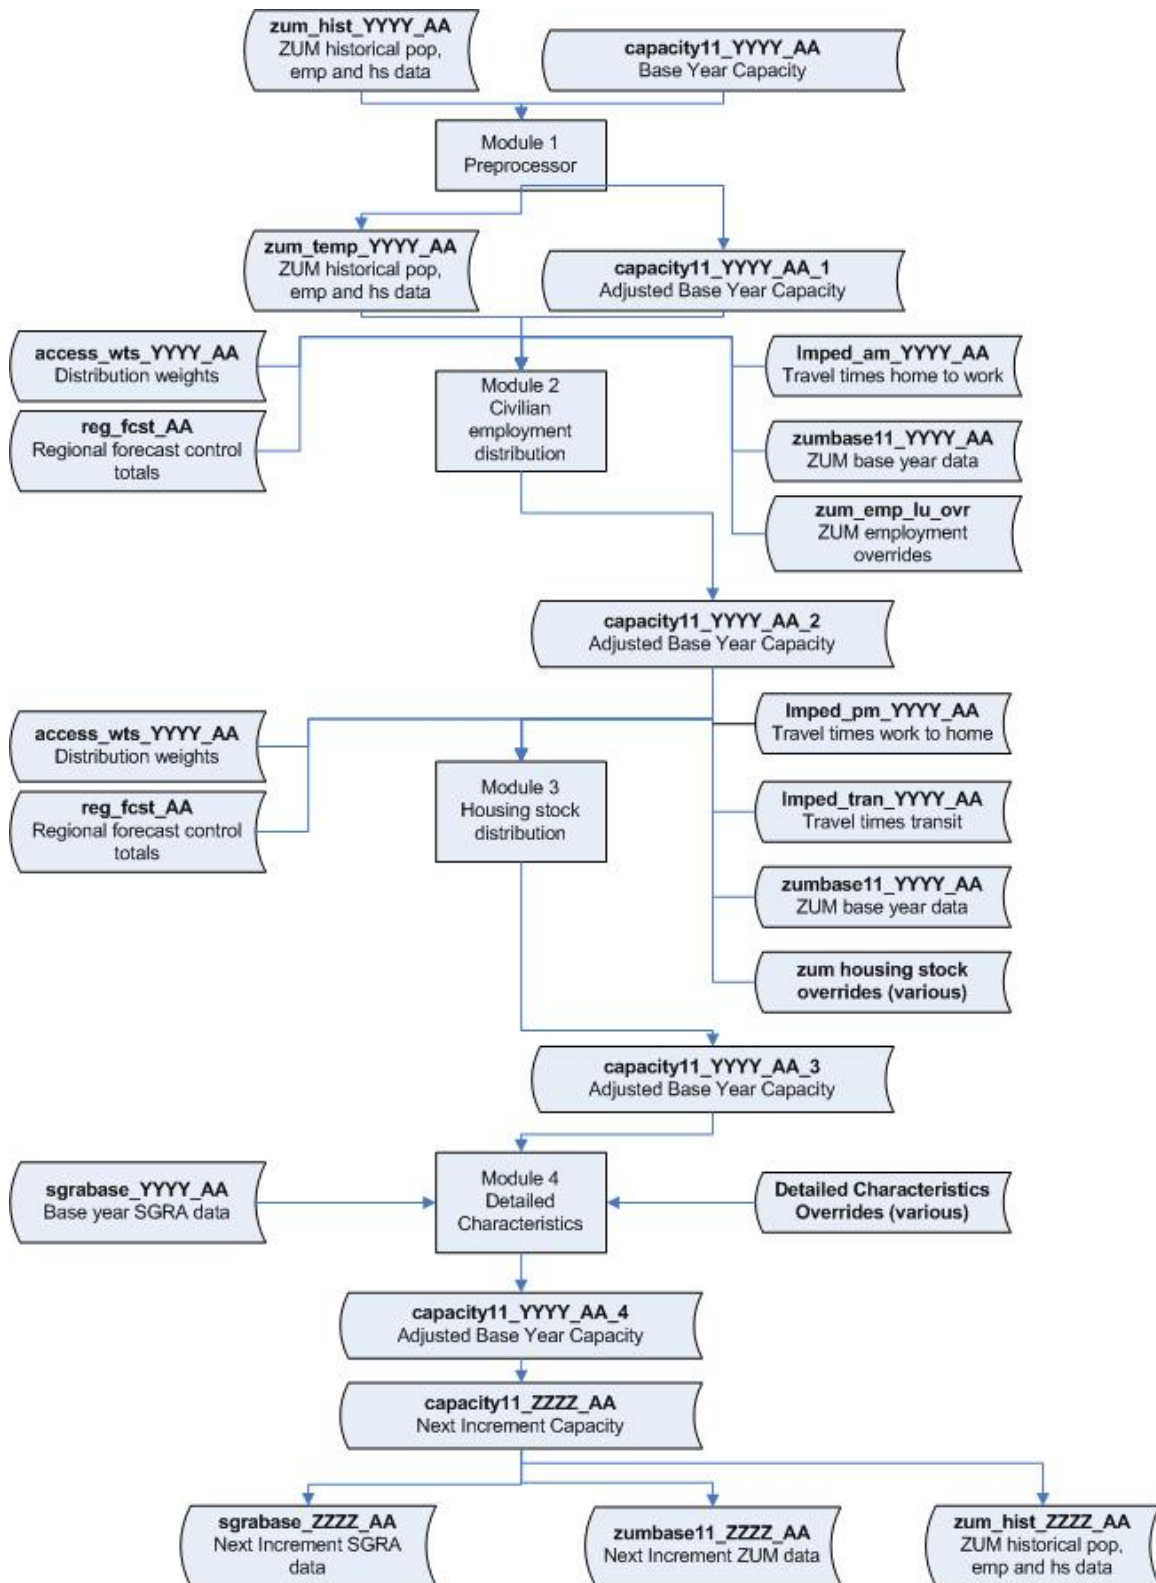 zum_hist_YYYY_AA
ZUM historical pop,
emp and hs data
capacity11_YYYY_AA
Base Year Capacity
Module 1
Preprocessor
zum_temp_YYYY_AA
ZUM historical pop,
emp and hs data
capacity11_YYYY_AA_1
Adjusted Base Year Capacity
access_wts_YYYY_AA
Distribution weights
reg_fcst_AA
Regional forecast control
totals
Module 2
Civilian
employment
distribution
Imped_am_YYYY_AA
Travel times home to work
zumbase11_YYYY_AA
ZUM base year data
zum_emp_lu_ovr
ZUM employment
overrides
capacity11_YYYY_AA_2
Adjusted Base Year Capacity
access_wts_YYYY_AA
Distribution weights
reg_fcst_AA
Regional forecast control
totals
Module 3
Housing stock
distribution
Imped_pm_YYYY_AA
Travel times work to home
Imped_tran_YYYY_AA
Travel times transit
zumbase11_YYYY_AA
ZUM base year data
zum housing stock
overrides (various)
capacity11_YYYY_AA_3
Adjusted Base Year Capacity
sgrabase_YYYY_AA
Base year SGRA data
Module 4
Detailed
Characteristics
Detailed Characteristics
Overrides (various)
capacity11_YYYY_AA_4
Adjusted Base Year Capacity
capacity11_ZZZZ_AA
Next Increment Capacity
sgrabase_ZZZZ_AA
Next Increment SGRA
data
zumbase11_ZZZZ_AA
Next Increment ZUM data
zum_hist_ZZZZ_AA
ZUM historical pop,
emp and hs data